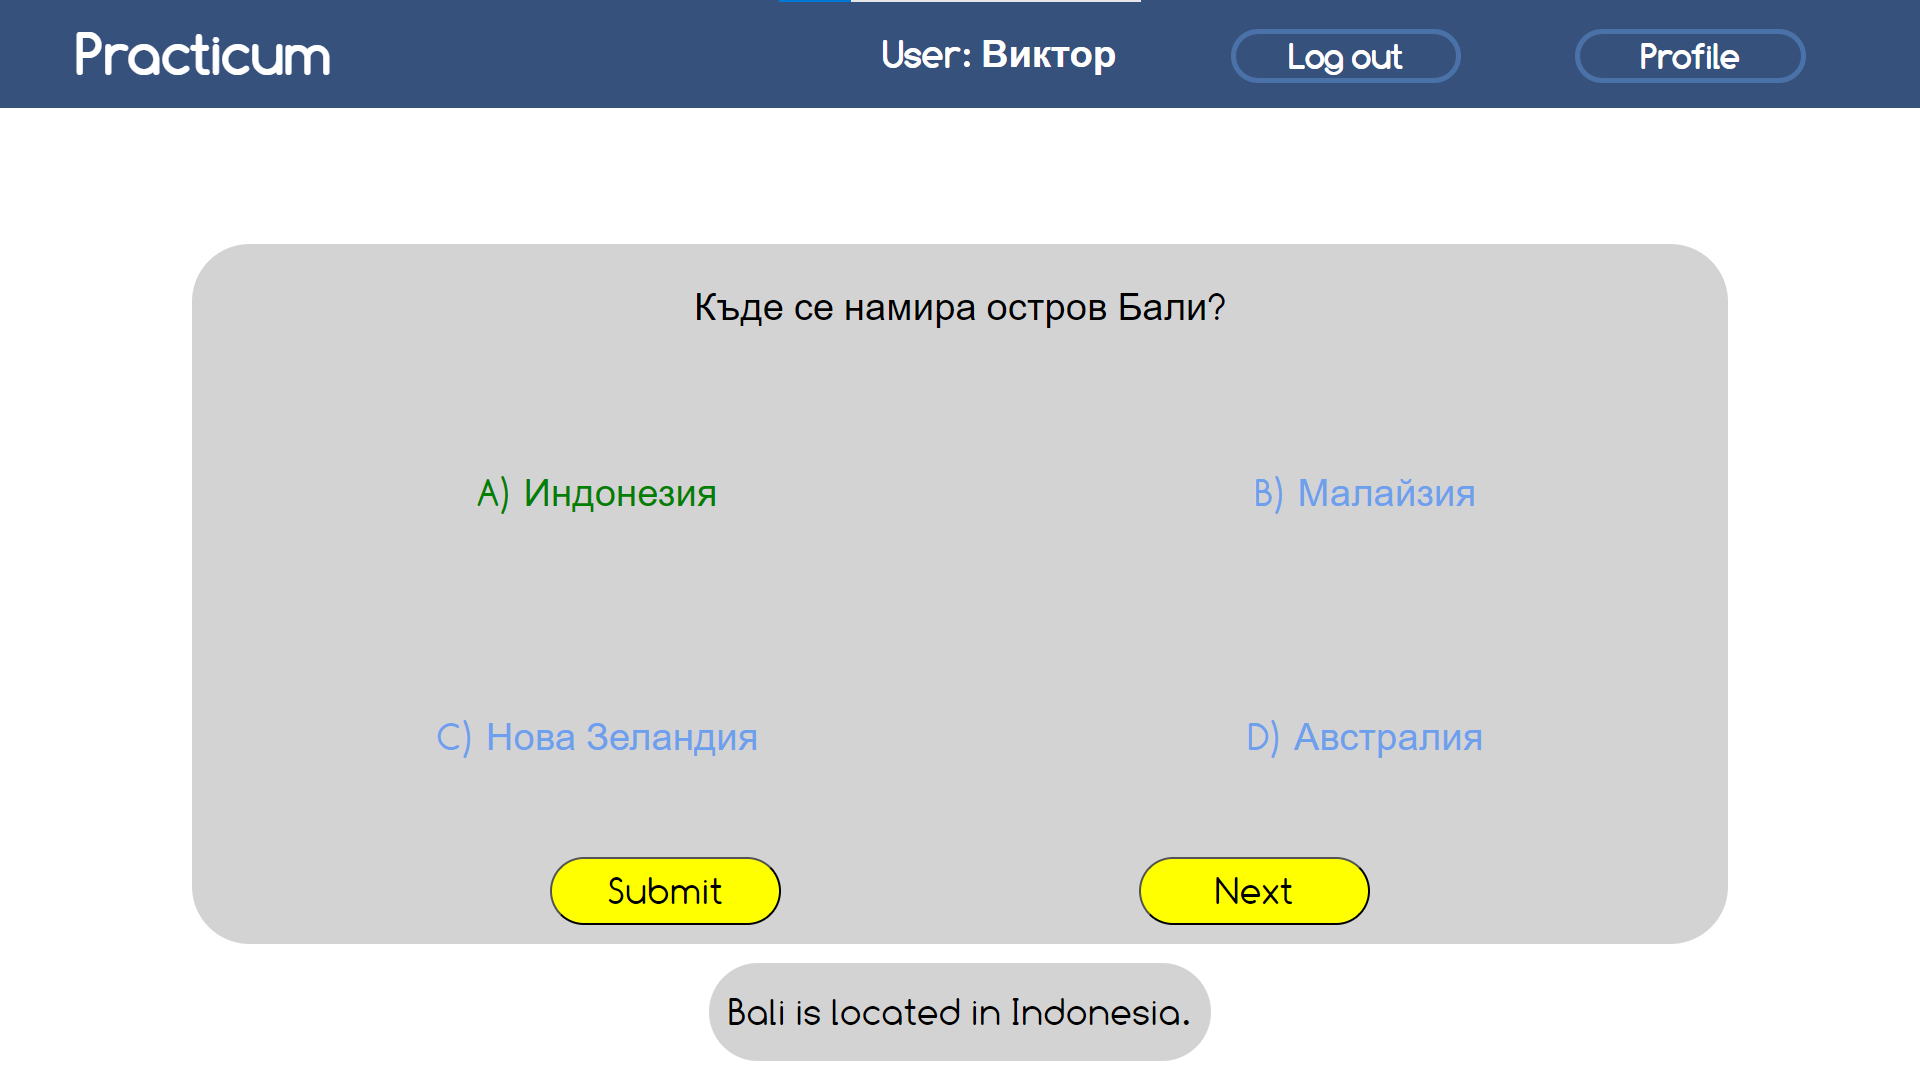 Practicum
User: Виктор
Log out
Profile
Къде се намира остров Бали?
A) Индонезия
B) Малайзия
C) Нова Зеландия
D) Австралия
Submit
Next
Bali is located in Indonesia.